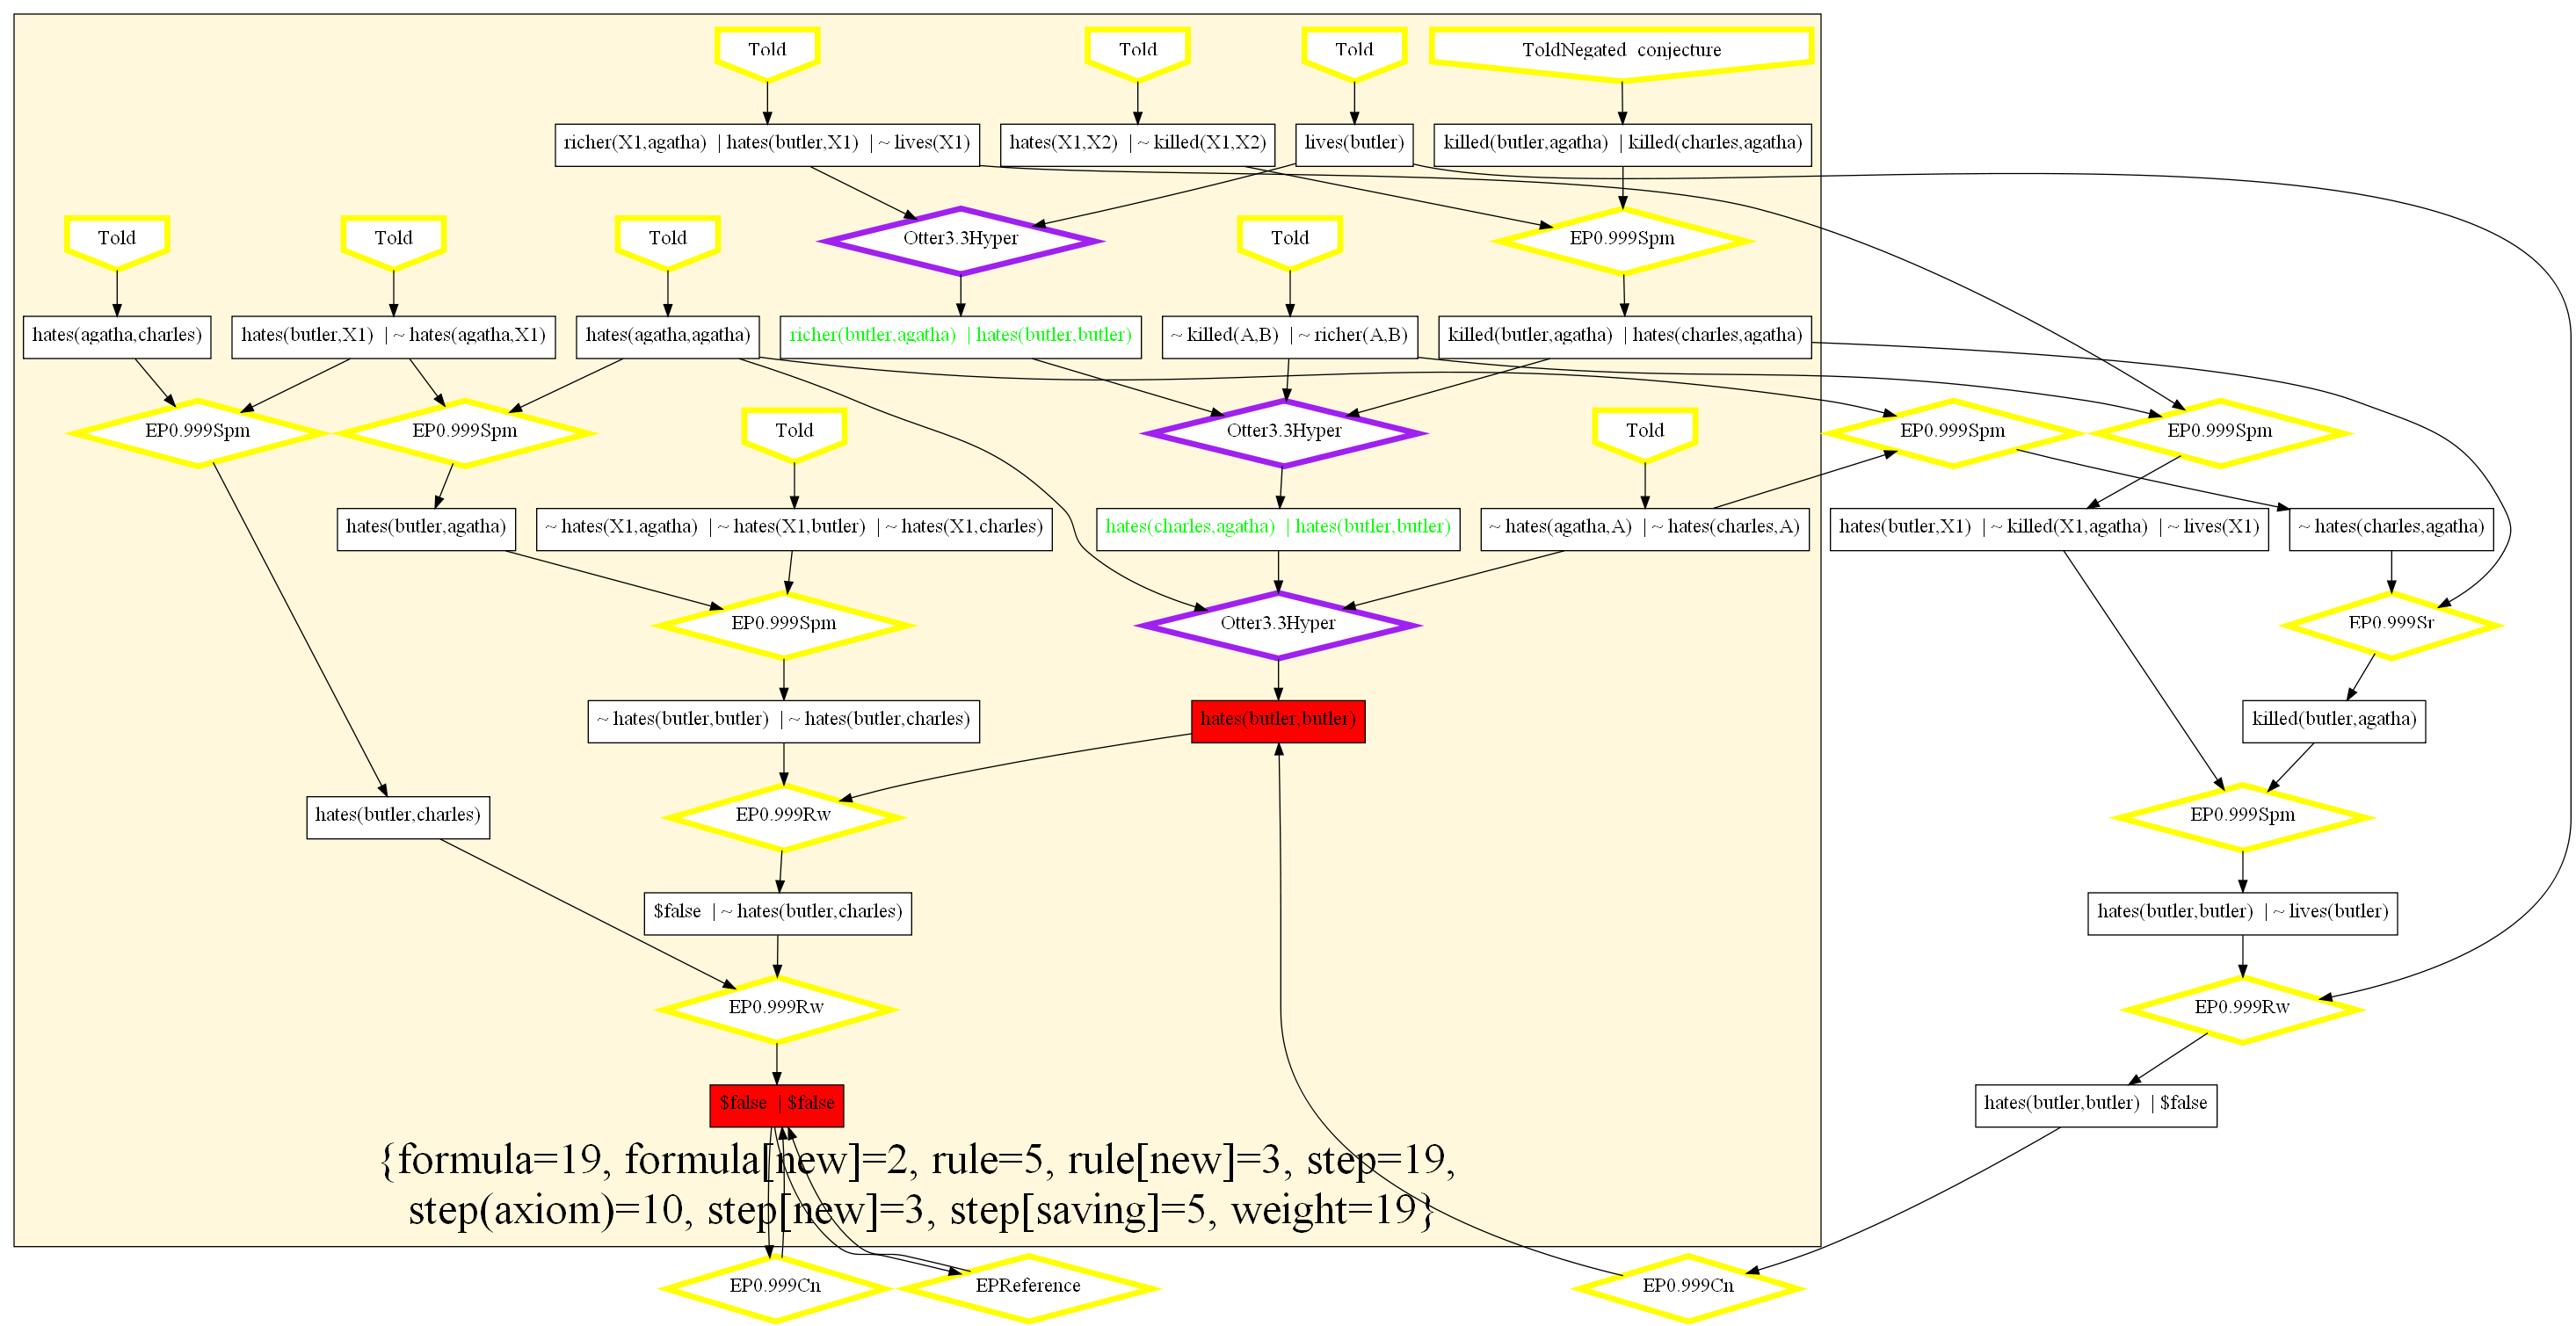 Told
Told
Told
ToldNegated conjecture
richer(X1,agatha) | hates(butler,X1) | ~ lives(X1)
hates(X1,X2) | ~ killed(X1,X2)
lives(butler)
killed(butler,agatha) | killed(charles,agatha)
Told
Told
Told
Otter3.3Hyper
Told
EP0.999Spm
hates(agatha,charles)
hates(butler,X1) | ~ hates(agatha,X1)
hates(agatha,agatha)
richer(butler,agatha) | hates(butler,butler)
~ killed(A,B) | ~ richer(A,B)
killed(butler,agatha) | hates(charles,agatha)
EP0.999Spm
EP0.999Spm
Told
Otter3.3Hyper
Told
EP0.999Spm
EP0.999Spm
hates(butler,agatha)
~ hates(X1,agatha) | ~ hates(X1,butler) | ~ hates(X1,charles)
hates(charles,agatha) | hates(butler,butler)
~ hates(agatha,A) | ~ hates(charles,A)
hates(butler,X1) | ~ killed(X1,agatha) | ~ lives(X1)
~ hates(charles,agatha)
EP0.999Spm
Otter3.3Hyper
EP0.999Sr
~ hates(butler,butler) | ~ hates(butler,charles)
hates(butler,butler)
killed(butler,agatha)
hates(butler,charles)
EP0.999Rw
EP0.999Spm
$false | ~ hates(butler,charles)
hates(butler,butler) | ~ lives(butler)
EP0.999Rw
EP0.999Rw
$false | $false
hates(butler,butler) | $false
{formula=19, formula[new]=2, rule=5, rule[new]=3, step=19,
step(axiom)=10, step[new]=3, step[saving]=5, weight=19}
EP0.999Cn
EPReference
EP0.999Cn